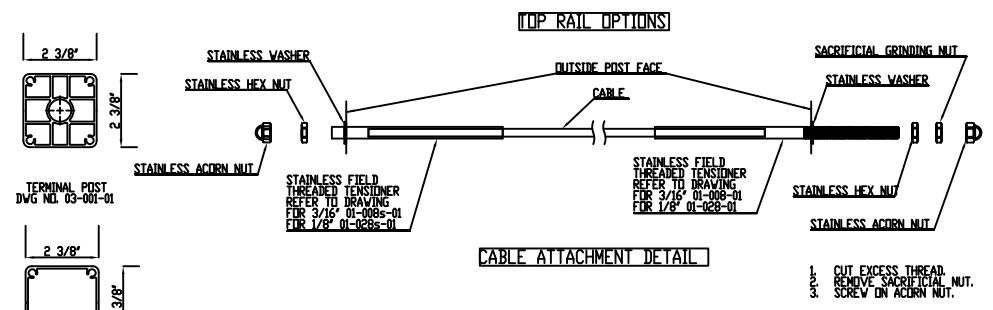 TOP RAIL OPTIONS
2 3/8"
STAINLESS WASHER
SACRIFICIAL GRINDING NUT
OUTSIDE POST FACE
STAINLESS HEX NUT
STAINLESS WASHER
CABLE
2 3/8"
STAINLESS ACORN NUT
STAINLESS FIELD
THREADED TENSIONER
REFER TO DRAWING
FOR 3/16" 01-008s-01
FOR 1/8" 01-028s-01
STAINLESS FIELD
THREADED TENSIONER
REFER TO DRAWING
FOR 3/16" 01-008-01
FOR 1/8" 01-028-01
TERMINAL POST
DWG NO. 03-001-01
STAINLESS HEX NUT
STAINLESS ACORN NUT
2 3/8"
CABLE ATTACHMENT DETAIL
3/8"
1. CUT EXCESS THREAD.
2. REMOVE SACRIFICIAL NUT.
3. SCREW ON ACORN NUT.